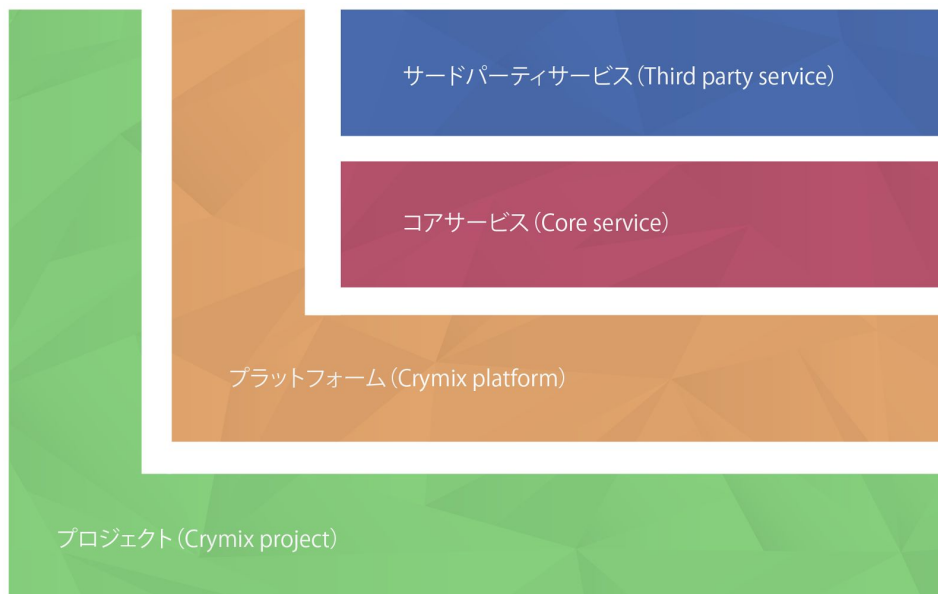 サードパーティサービス（Third party service）
コアサービス（Core service）
プラットフォーム（Crymix platform）
プロジェクト（Crymix project）